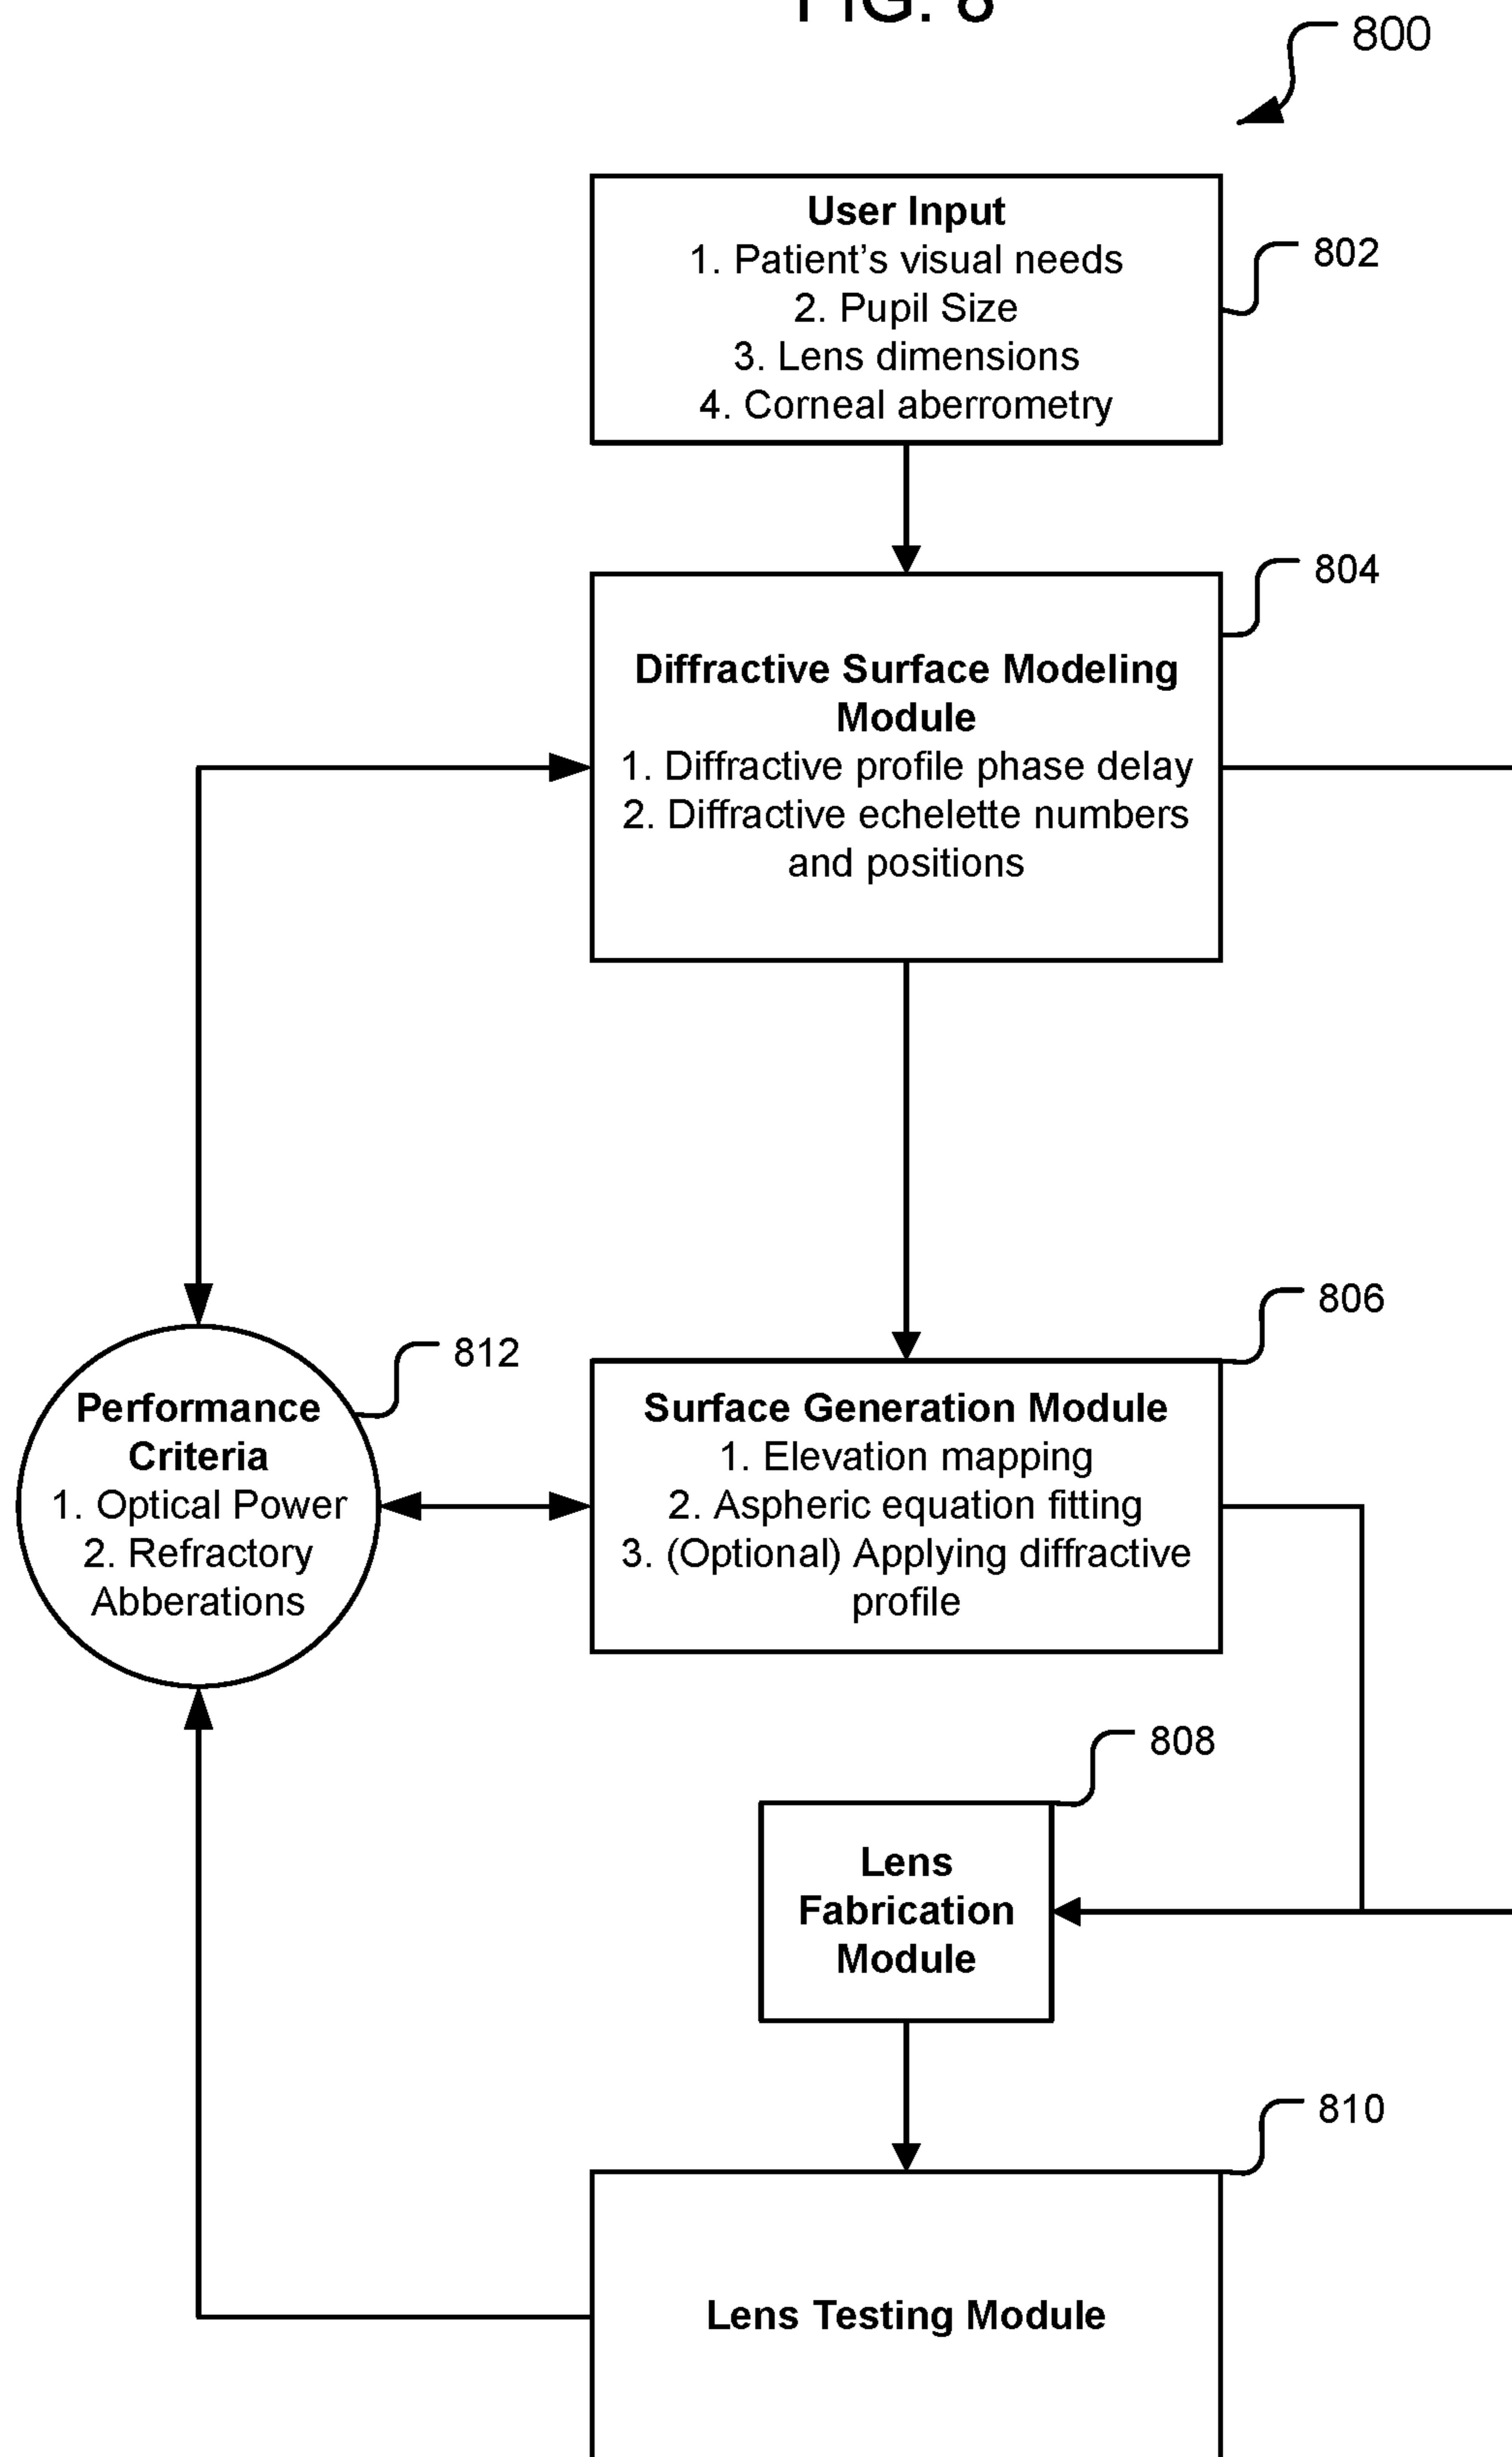 FIG. 8
800
User Input
1. Patient's visual needs
2. Pupil Size
3. Lens dimensions
4. Corneal aberrometry
802
804
Diffractive Surface Modeling
Module
1. Diffractive profile phase delay
2. Diffractive echelette numbers
and positions
806
812
Performance
Criteria
1. Optical Power
2. Refractory
Abberations
Surface Generation Module
1. Elevation mapping
2. Aspheric equation fitting
3. (Optional) Applying diffractive
profile
808
Lens
Fabrication
Module
810
Lens Testing Module